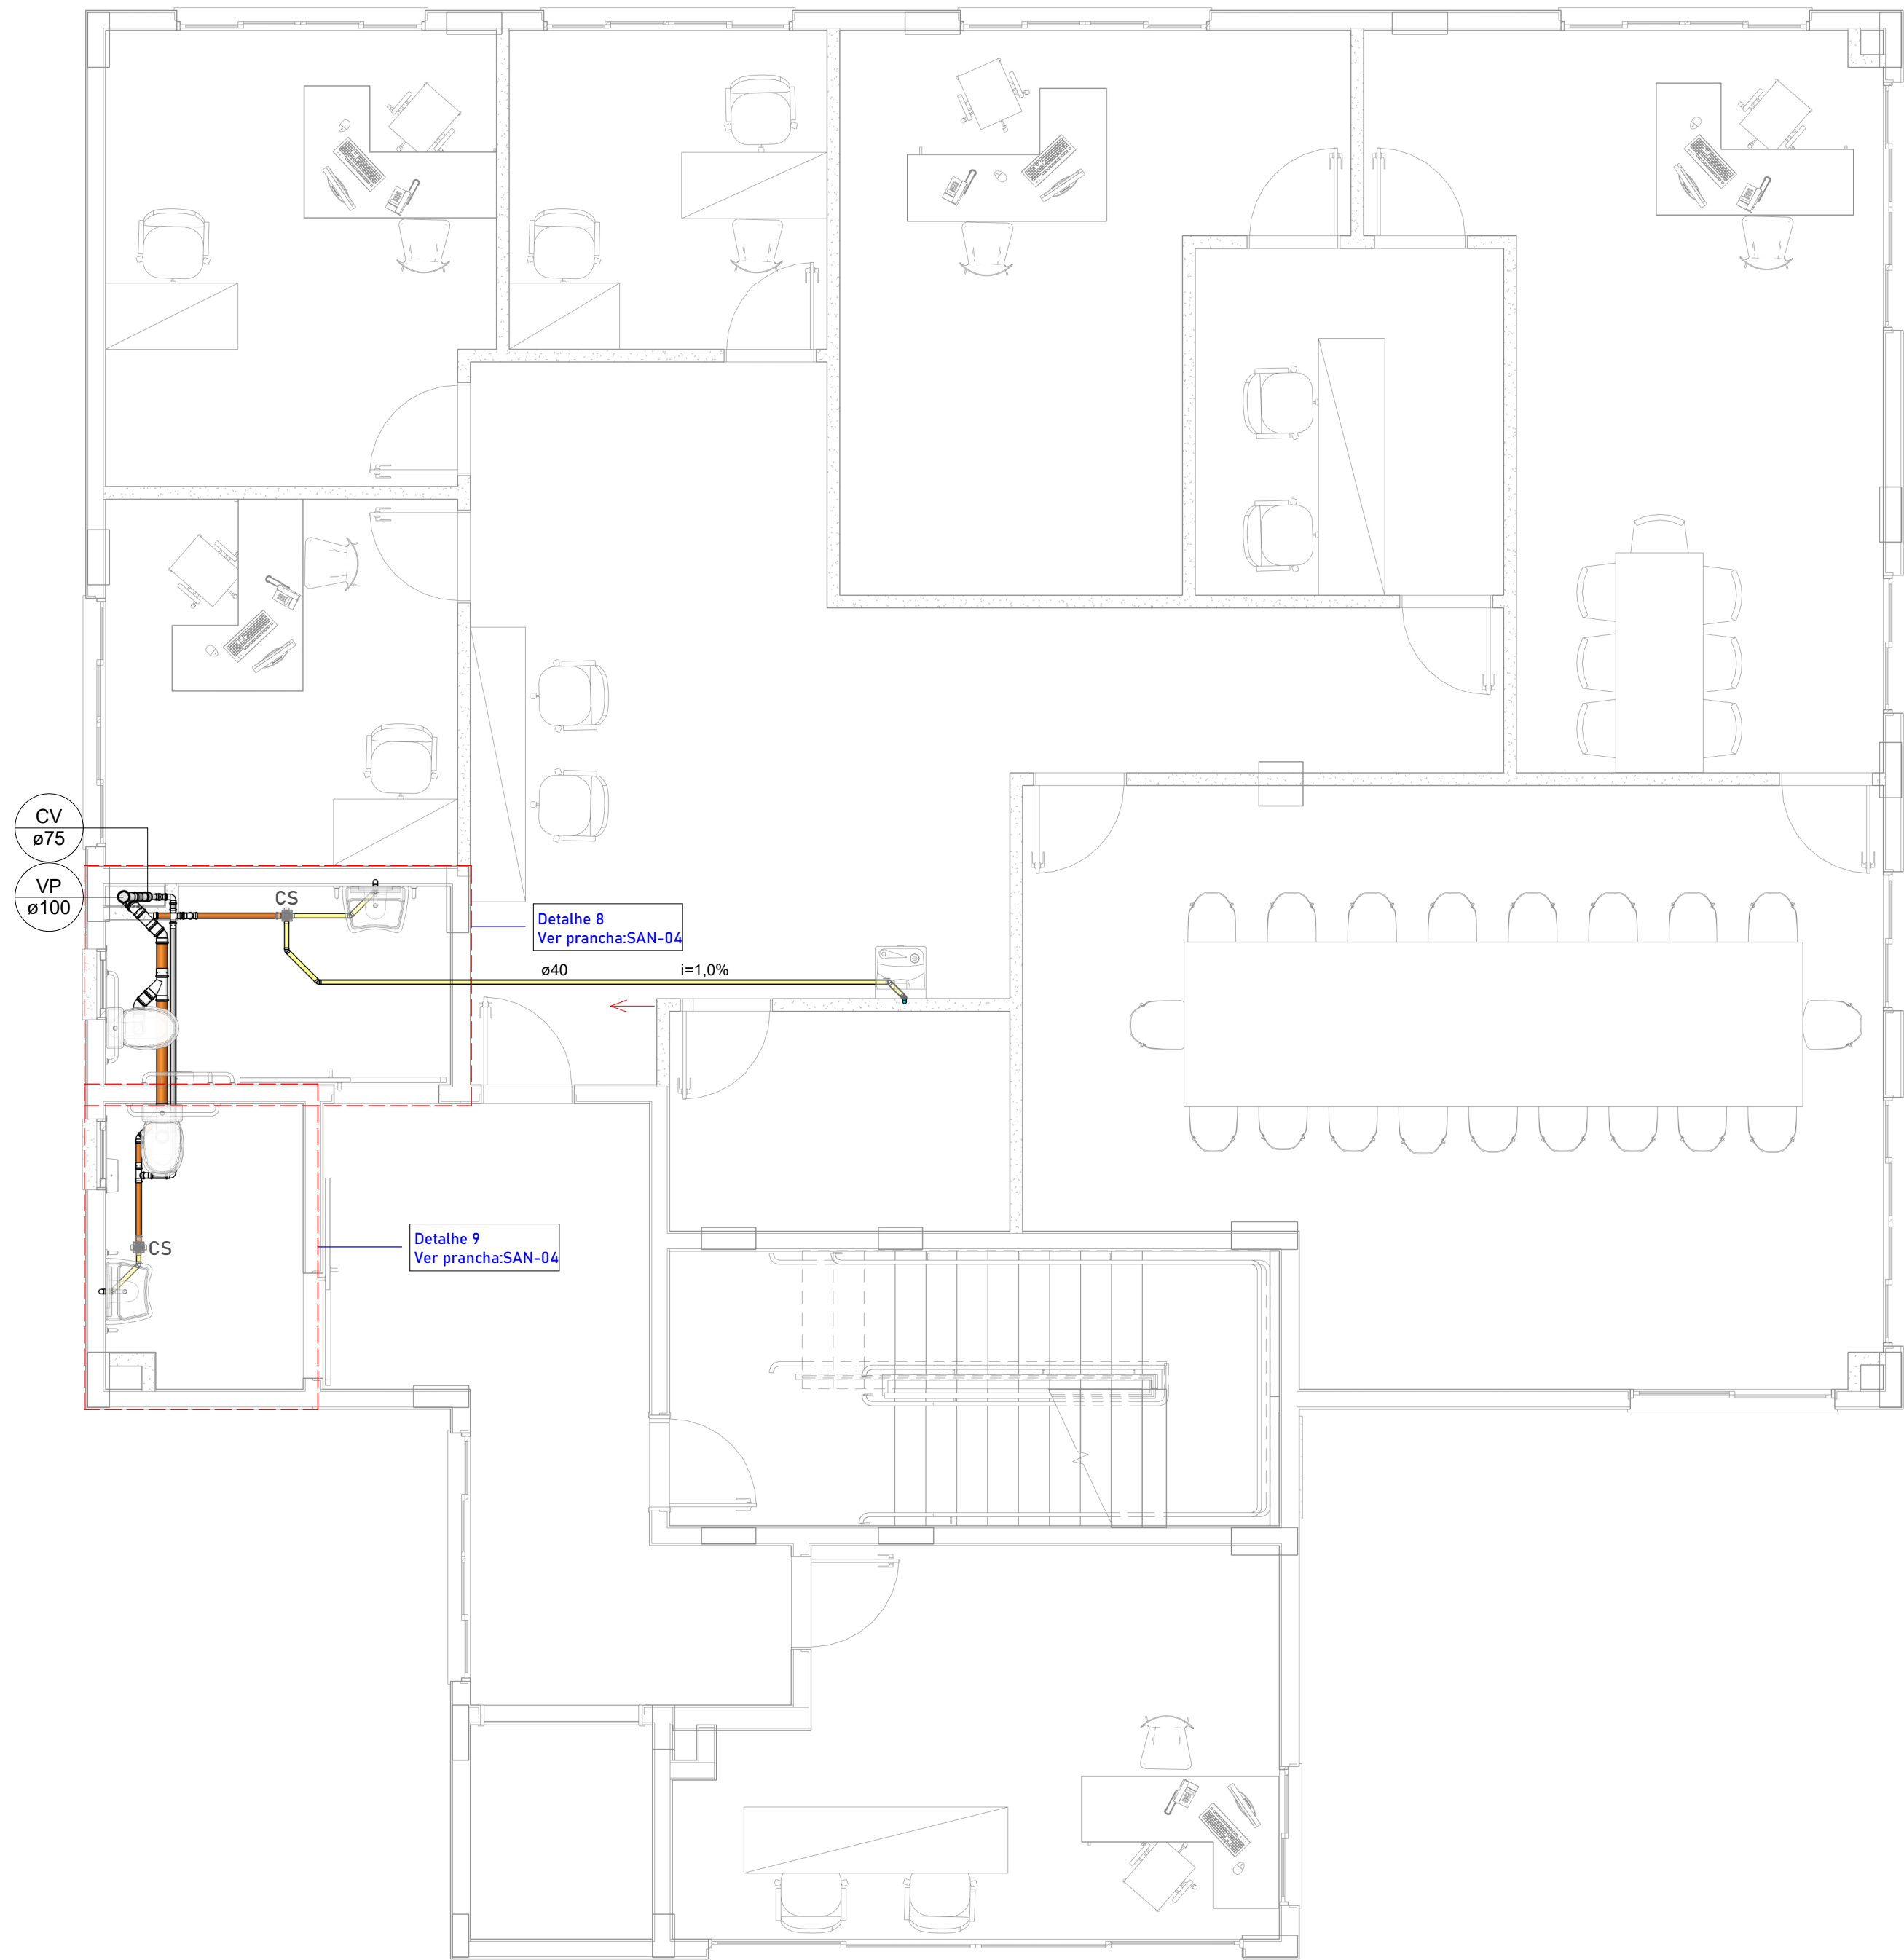 CV
ø75
VP
ø100
CS
Detalhe 8
Ver prancha:SAN-04
ø40 i=1,0%
Detalhe 9
Ver prancha:SAN-04
CS